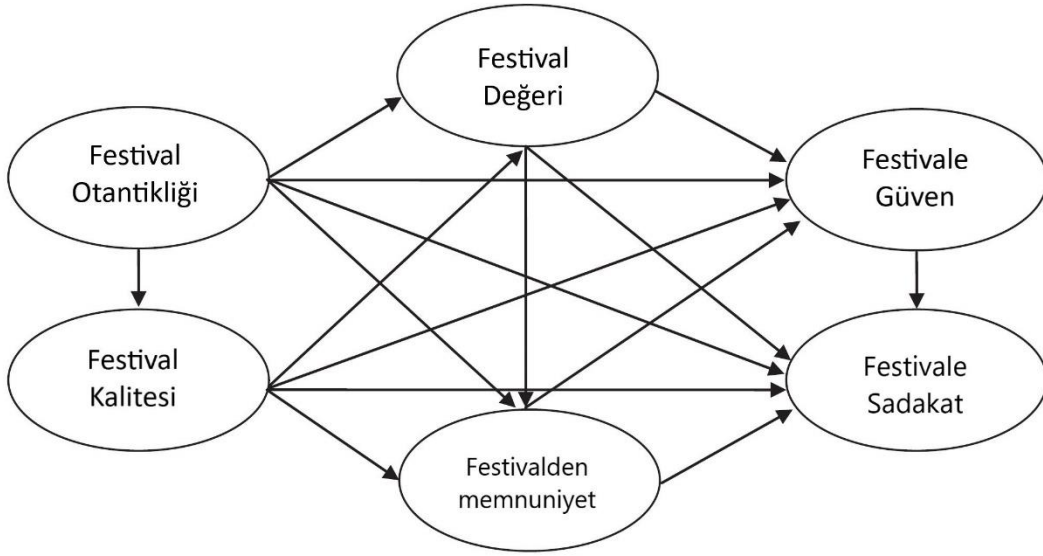 Festival
Değeri
Festival
Otantikliği
Festivale
Güven
Festival
Kalitesi
Festivale
Sadakat
Festivalden
memnuniyet